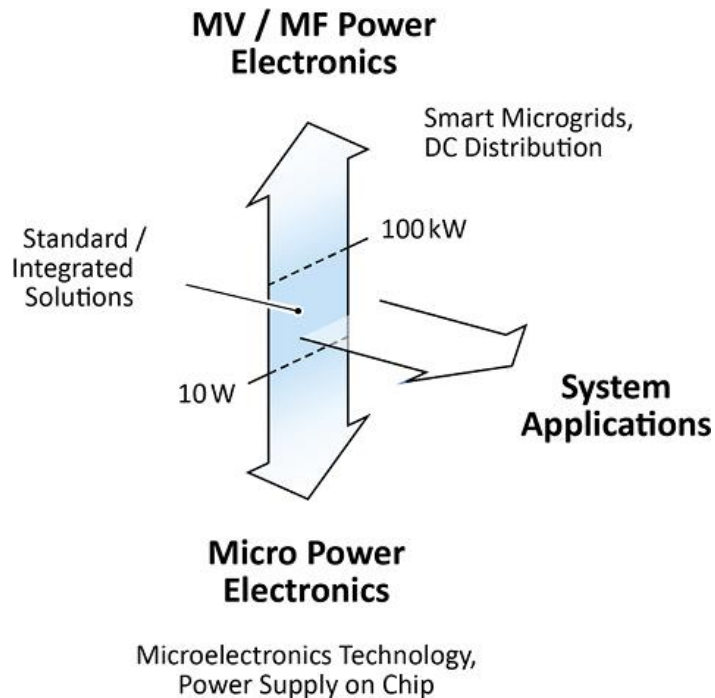 MV / MF Power
Electronics
Smart Microgrids,
DC Distribution
100 kW
Standard /
Integrated
Solutions
10 W
System
Applications
Micro Power
Electronics
Microelectronics Technology,
Power Supply on Chip